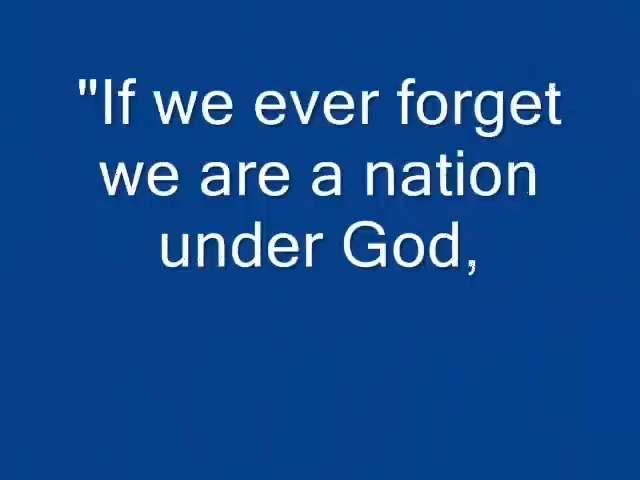 "If we ever forget
we are a nation
under God,